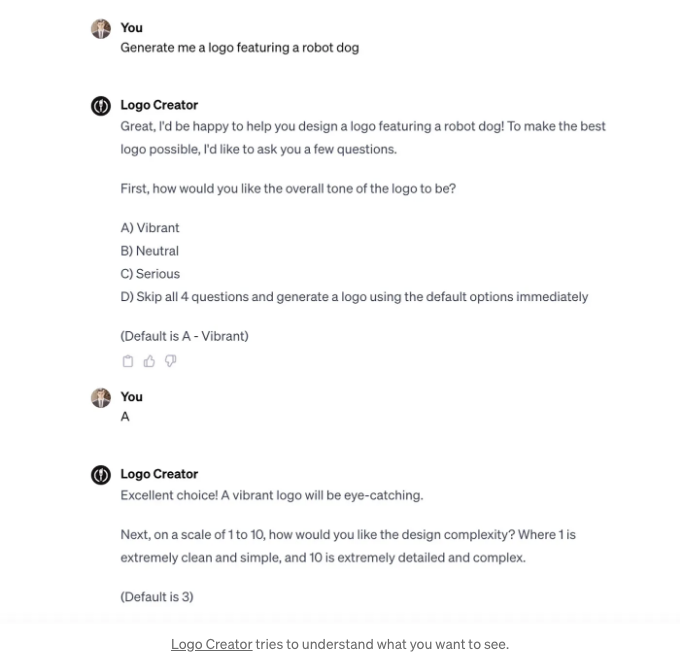 You
Generate me a logo featuring a robot dog
Logo Creator
Great, I'd be happy to help you design a logo featuring a robot dog! To make the best
logo possible, I'd like to ask you a few questions.
First, how would you like the overall tone of the logo to be?
A) Vibrant
B) Neutral
C) Serious
D) Skip all 4 questions and generate a logo using the default options immediately
(Default is A - Vibrant)
You
A
Logo Creator
Excellent choice! A vibrant logo will be eye-catching.
Next, on a scale of 1 to 10, how would you like the design complexity? Where 1 is
extremely clean and simple, and 10 is extremely detailed and complex.
(Default is 3)
Logo Creator tries to understand what you want to see.